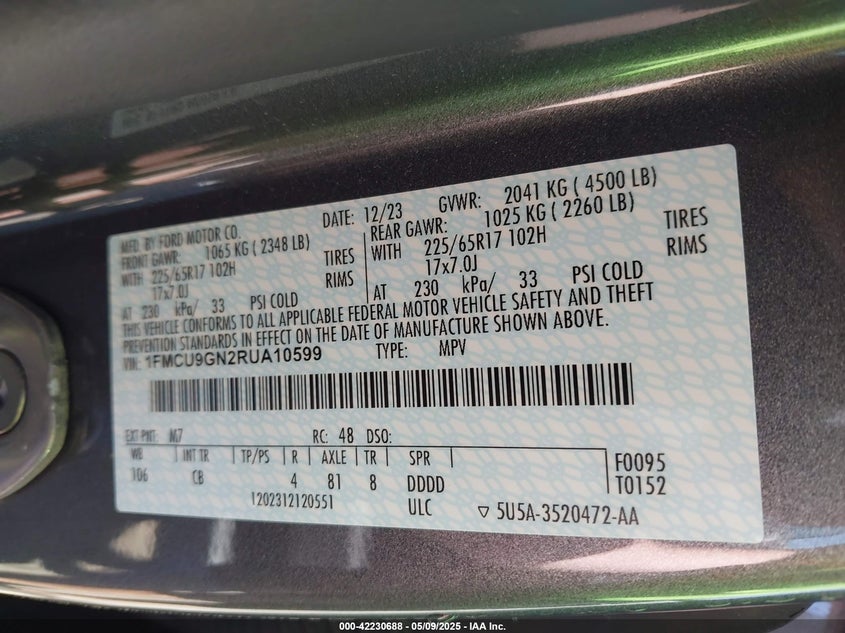 MFD. BY FORD MOTOR CO.
DATE: 12/23 GVWR: 2041 KG ( 4500 LB)
FRONT GAWR: 1065 KG ( 2348 LB)
REAR GAWR: 1025 KG ( 2260 LB)
WITH 225/65R17 102H TIRES
WITH 225/65R17 102H TIRES
17x7.0J RIMS
17x7.0J RIMS
AT 230 kPa/ 33 PSI COLD
AT 230 kPa/ 33 PSI COLD
THIS VEHICLE CONFORMS TO ALL APPLICABLE FEDERAL MOTOR VEHICLE SAFETY AND THEFT
PREVENTION STANDARDS IN EFFECT ON THE DATE OF MANUFACTURE SHOWN ABOVE.
VIN: 1FMCU9GN2RUA10599 TYPE: MPV
EXT PNT: M7 RC: 48 DSO:
WB INT TR TP/PS R AXLE TR SPR F0095
106 CB 4 81 8 DDDD T0152
1202312120551 ULC ▽ 5U5A-3520472-AA
000-42230688 - 05/09/2025 - IAA Inc.